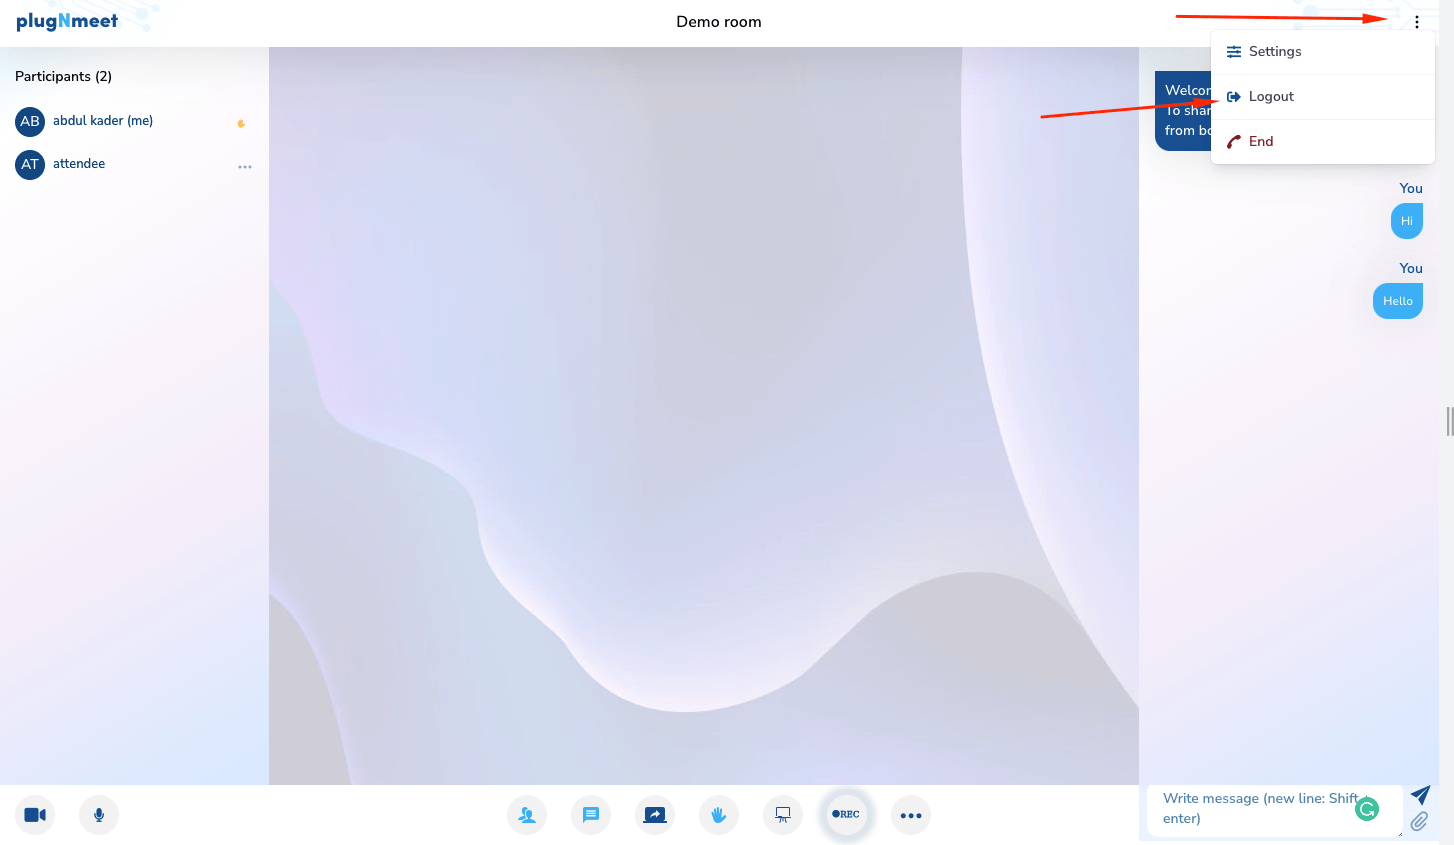 plugNmeet
Demo room
Settings
Logout
End
Participants (2)
AB abdul kader (me)
AT attendee
To shar
from bo
You
Hi
You
Hello
REC
Write message (new line: Shift +
enter)